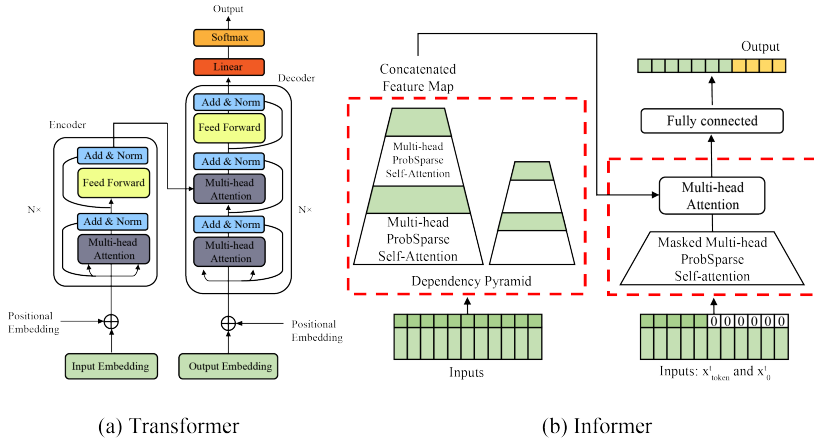 Output
Softmax
Linear
Decoder
Add & Norm
Feed Forward
Add & Norm
Multi-head
Attention
Add & Norm
Multi-head
Attention
N×
Encoder
Add & Norm
Feed Forward
Add & Norm
Multi-head
Attention
N×
Positional
Embedding
Positional
Embedding
Input Embedding
Output Embedding
(a) Transformer
Concatenated
Feature Map
Multi-head
ProbSparse
Self-Attention
Multi-head
ProbSparse
Self-Attention
Dependency Pyramid
Inputs
Output
Fully connected
Multi-head
Attention
Masked Multi-head
ProbSparse
Self-attention
0 0 0 0 0 0
Inputs: xᵗtoken and xᵗ0
(b) Informer